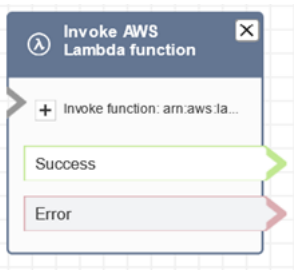 Invoke AWS
Lambda function
Invoke function: arn:aws:la...
Success
Error